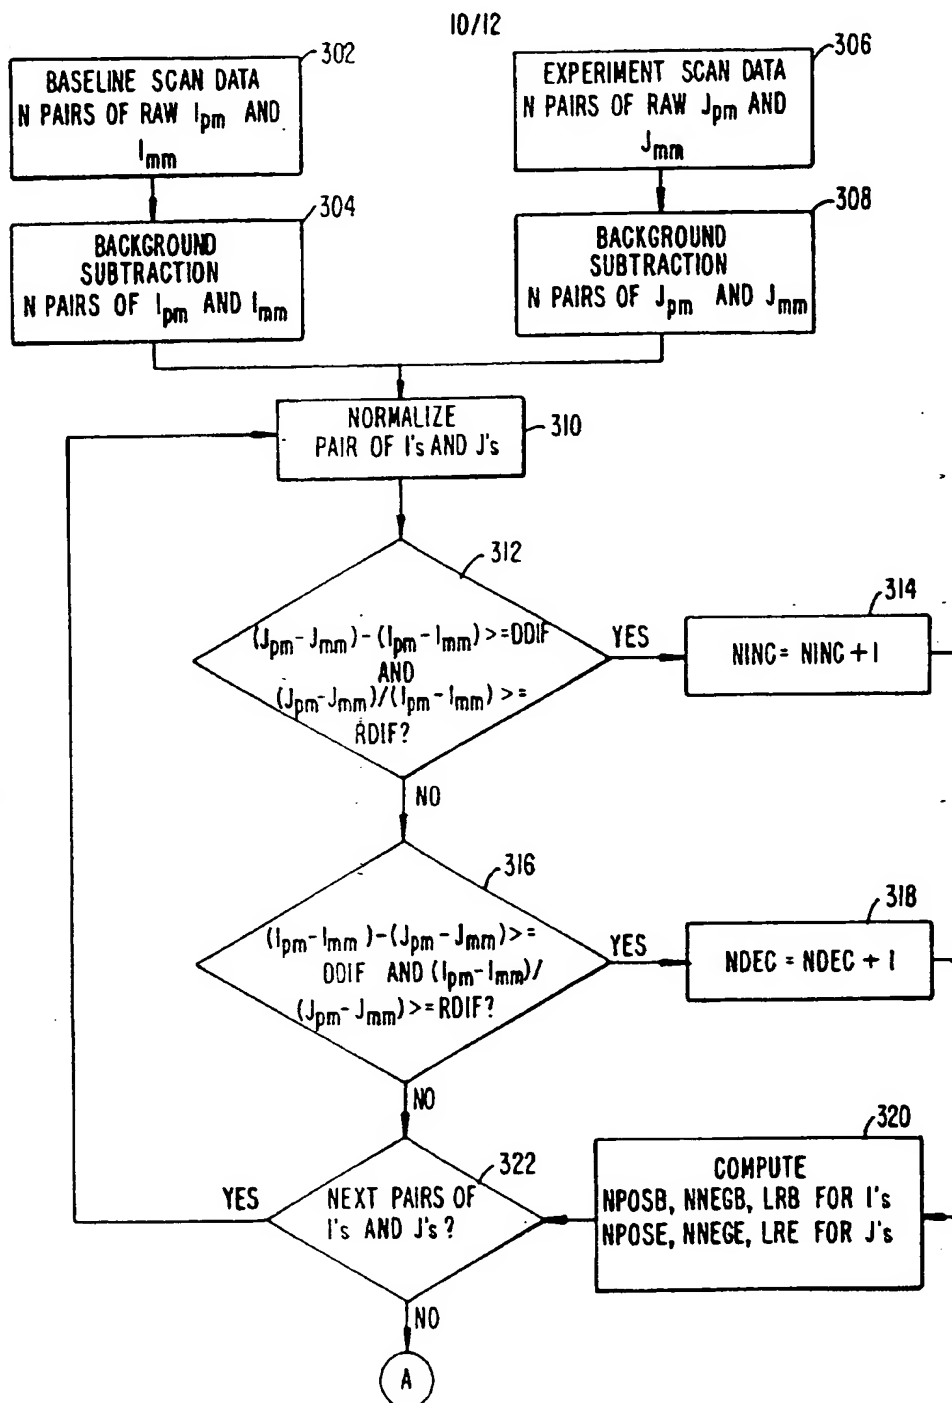 10/12
302
BASELINE SCAN DATA
N PAIRS OF RAW Ipm AND
Imm
306
EXPERIMENT SCAN DATA
N PAIRS OF RAW Jpm AND
Jmm
304
BACKGROUND
SUBTRACTION
N PAIRS OF Ipm AND Imm
308
BACKGROUND
SUBTRACTION
N PAIRS OF Jpm AND Jmm
NORMALIZE
PAIR OF I's AND J's
310
312
(Jpm-Jmm)-(Ipm-Imm)>=DDIF
AND
(Jpm-Jmm)/(Ipm-Imm)>=
RDIF?
YES
314
NINC= NINC+1
NO
316
(Ipm-Imm)-(Jpm-Jmm)>=
DDIF AND (Ipm-Imm)/
(Jpm-Jmm)>=RDIF?
YES
318
NDEC = NDEC + 1
NO
322
YES
NEXT PAIRS OF
I's AND J's?
320
COMPUTE
NPOSB, NNEGB, LRB FOR I's
NPOSE, NNEGE, LRE FOR J's
NO
A